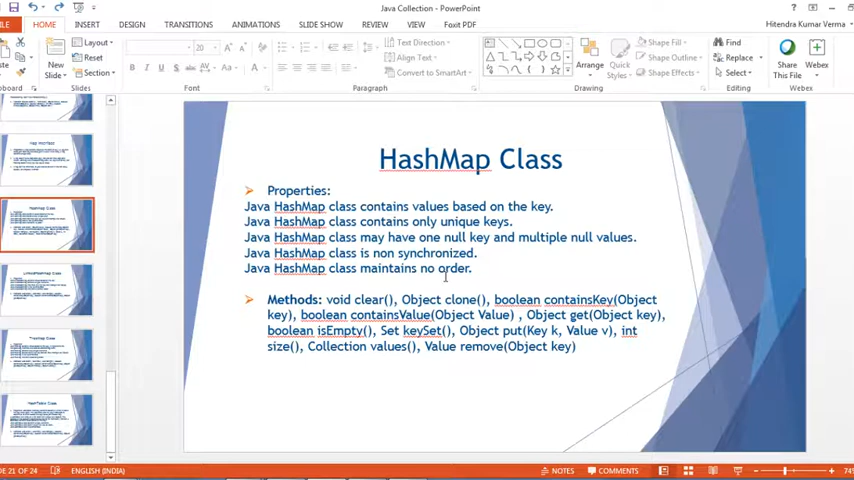 Java Collection - PowerPoint
FILE HOME INSERT DESIGN TRANSITIONS ANIMATIONS SLIDE SHOW REVIEW VIEW Foxit PDF
Hitendra Kumar Verma
New Slide
Layout
Reset
Section
Slides
20
B I U S abc AV Aa A
Font
Text Direction
Align Text
Convert to SmartArt
Paragraph
Arrange
Quick Styles
Shape Fill
Shape Outline
Shape Effects
Drawing
Find
Replace
Select
Editing
Share This File
Webex
Webex
HashMap Class
Properties:
Java HashMap class contains values based on the key.
Java HashMap class contains only unique keys.
Java HashMap class may have one null key and multiple null values.
Java HashMap class is non synchronized.
Java HashMap class maintains no order.
Methods: void clear(), Object clone(), boolean containsKey(Object
key), boolean containsValue(Object Value) , Object get(Object key),
boolean isEmpty(), Set keySet(), Object put(Key k, Value v), int
size(), Collection values(), Value remove(Object key)
21 OF 24 ENGLISH (INDIA)
NOTES COMMENTS